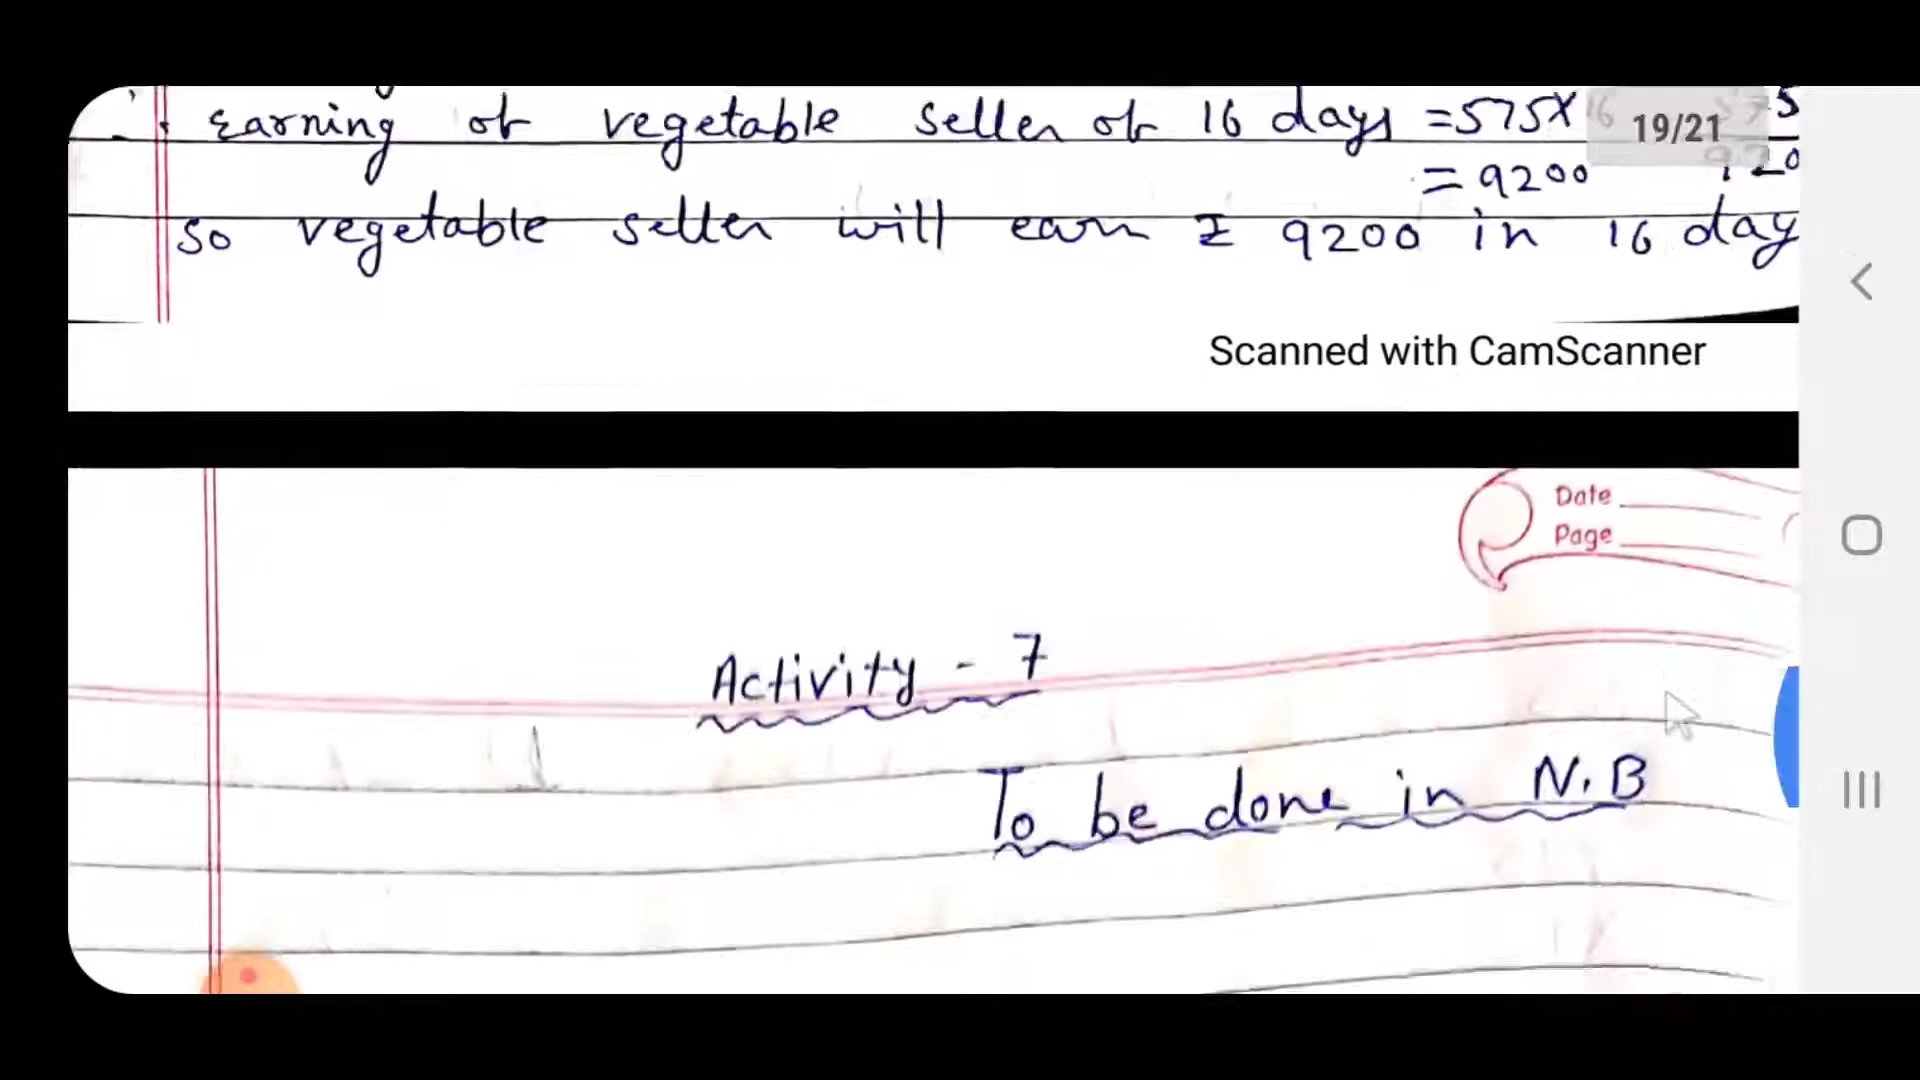 Earning of vegetable seller of 16 days = 575X16
19/21
= 9200
so vegetable seller will earn ₹ 9200 in 16 day
Scanned with CamScanner
Date
Page
Activity - 7
To be done in N.B